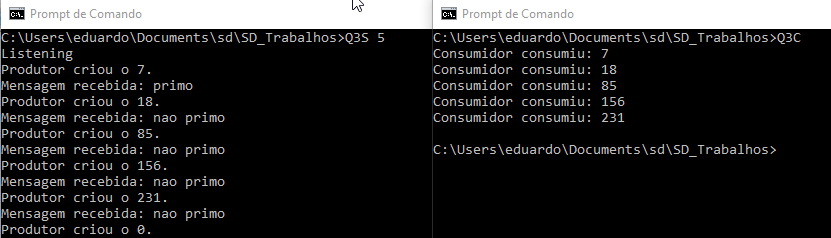 Prompt de Comando
C:\Users\eduardo\Documents\sd\SD_Trabalhos>Q3S 5
Listening
Produtor criou o 7.
Mensagem recebida: primo
Produtor criou o 18.
Mensagem recebida: nao primo
Produtor criou o 85.
Mensagem recebida: nao primo
Produtor criou o 156.
Mensagem recebida: nao primo
Produtor criou o 231.
Mensagem recebida: nao primo
Produtor criou o 0.
Prompt de Comando
C:\Users\eduardo\Documents\sd\SD_Trabalhos>Q3C
Consumidor consumiu: 7
Consumidor consumiu: 18
Consumidor consumiu: 85
Consumidor consumiu: 156
Consumidor consumiu: 231
C:\Users\eduardo\Documents\sd\SD_Trabalhos>